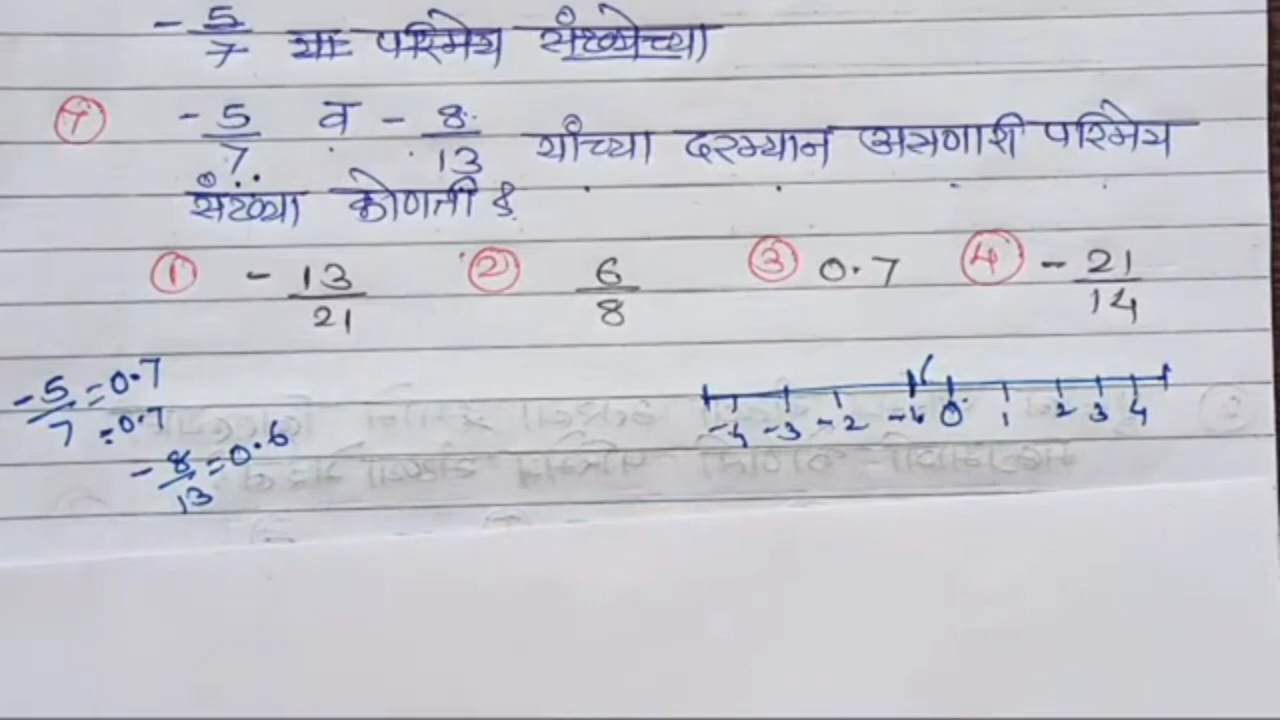 - 5/7 या परिमेय संख्येच्या
7 - 5/7 व - 8/13 यांच्या दरम्यान असणारी परिमेय
संख्या कोणती ?
1 - 13/21 2 6/8 3 0.7 4 - 21/14
- 5/7 = 0.7
= 0.7
- 8/13 = 0.6
-4 -3 -2 -1 0 1 2 3 4